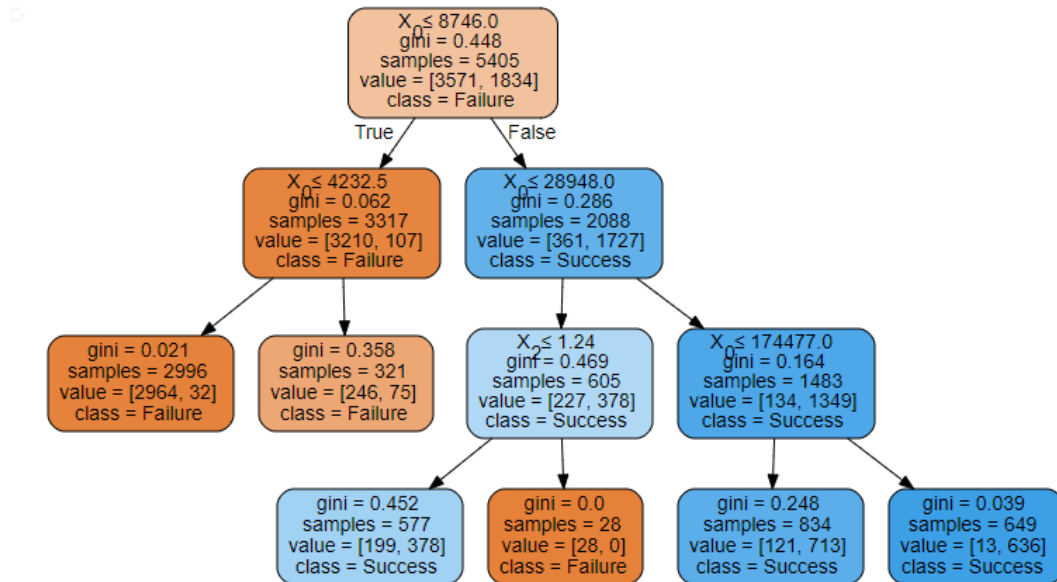 X0 ≤ 8746.0
gini = 0.448
samples = 5405
value = [3571, 1834]
class = Failure
True
False
X0 ≤ 4232.5
gini = 0.062
samples = 3317
value = [3210, 107]
class = Failure
X0 ≤ 28948.0
gini = 0.286
samples = 2088
value = [361, 1727]
class = Success
gini = 0.021
samples = 2996
value = [2964, 32]
class = Failure
gini = 0.358
samples = 321
value = [246, 75]
class = Failure
X2 ≤ 1.24
gini = 0.469
samples = 605
value = [227, 378]
class = Success
X0 ≤ 174477.0
gini = 0.164
samples = 1483
value = [134, 1349]
class = Success
gini = 0.452
samples = 577
value = [199, 378]
class = Success
gini = 0.0
samples = 28
value = [28, 0]
class = Failure
gini = 0.248
samples = 834
value = [121, 713]
class = Success
gini = 0.039
samples = 649
value = [13, 636]
class = Success